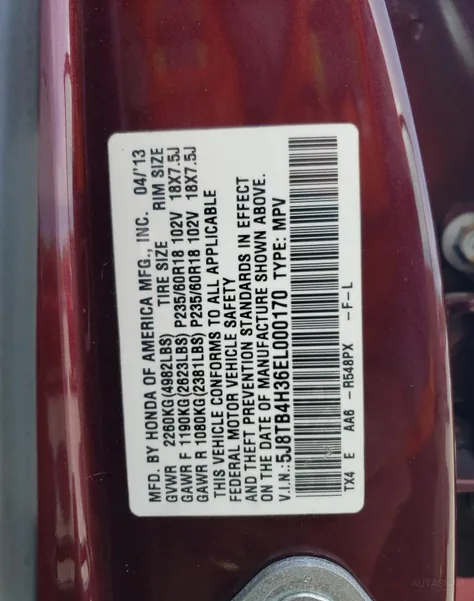 MFD. BY HONDA OF AMERICA MFG., INC. 04/'13
TIRE SIZE RIM SIZE
GVWR 2260KG(4982LBS)
GAWR F 1190KG(2623LBS) P235/60R18 102V 18X7.5J
GAWR R 1080KG(2381LBS) P235/60R18 102V 18X7.5J
THIS VEHICLE CONFORMS TO ALL APPLICABLE
FEDERAL MOTOR VEHICLE SAFETY
AND THEFT PREVENTION STANDARDS IN EFFECT
ON THE DATE OF MANUFACTURE SHOWN ABOVE.
V.I.N.:5J8TB4H36EL000170 TYPE: MPV
TX4 E AA6 -R548PX -F-L